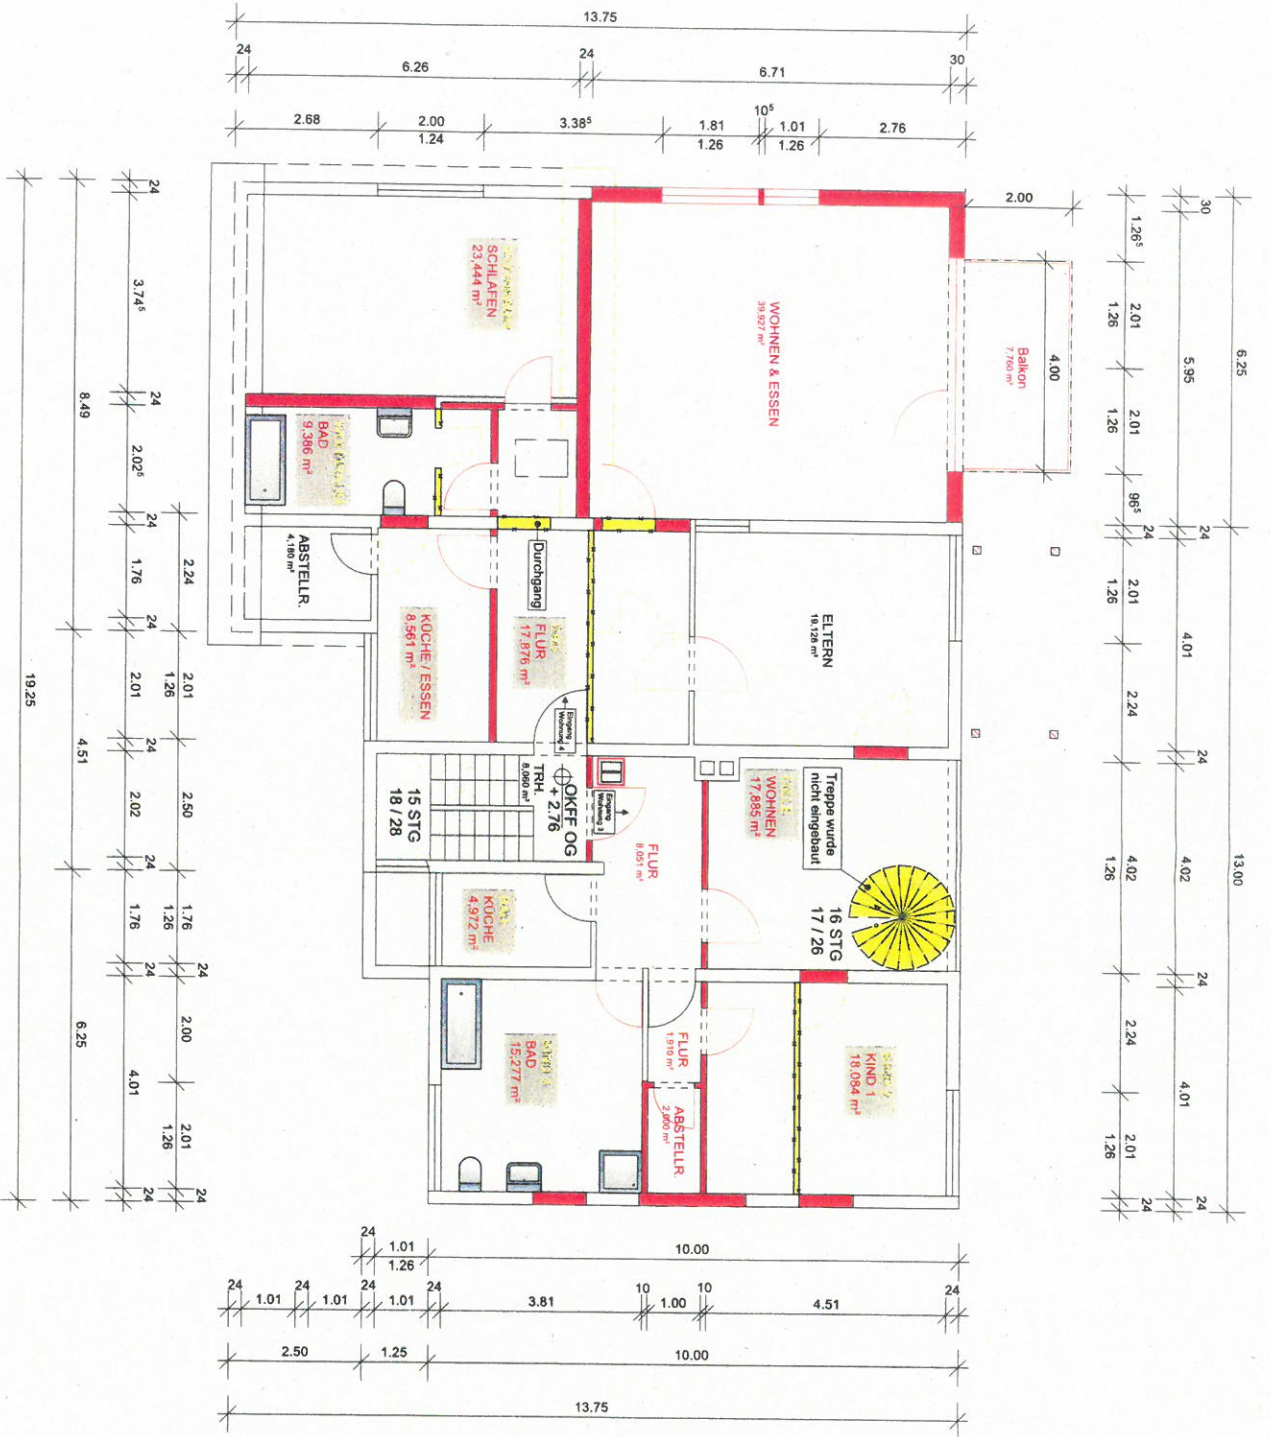 13.75
24
6.26
24
6.71
30
2.68
2.00
1.24
3.38⁵
1.81
1.26
10⁵
1.01
1.26
2.76
2.00
4.00
Balkon
7,760 m²
WOHNEN & ESSEN
39,927 m²
SCHLAFEN
23,444 m²
BAD
9,386 m²
ABSTELLR.
4,180 m²
KÜCHE / ESSEN
8,561 m²
Durchgang
FLUR
17,876 m²
ELTERN
19,128 m²
Eingang
Wohnung 4
TRH.
8,060 m²
OKFF OG
+ 2.76
15 STG
18 / 28
Eingang
Wohnung 3
FLUR
8,051 m²
WOHNEN
17,885 m²
Treppe wurde
nicht eingebaut
16 STG
17 / 26
KÜCHE
4,972 m²
BAD
15,277 m²
FLUR
1,910 m²
ABSTELLR.
2,000 m²
KIND 1
18,084 m²
19.25
8.49
4.51
6.25
24
3.74⁵
24
2.02⁵
24
1.76
24
2.01
24
2.02
24
1.76
24
4.01
24
2.24
2.01
1.26
2.50
1.76
1.26
24
2.00
2.01
1.26
24
1.26⁵
2.01
1.26
2.01
1.26
96⁵
24
2.01
1.26
2.24
24
4.02
1.26
2.24
2.01
1.26
24
30
5.95
24
4.01
4.02
24
4.01
24
6.25
13.00
24
1.01
1.26
10.00
24
1.01
24
1.01
24
1.01
24
3.81
10
1.00
10
4.51
24
2.50
1.25
10.00
13.75